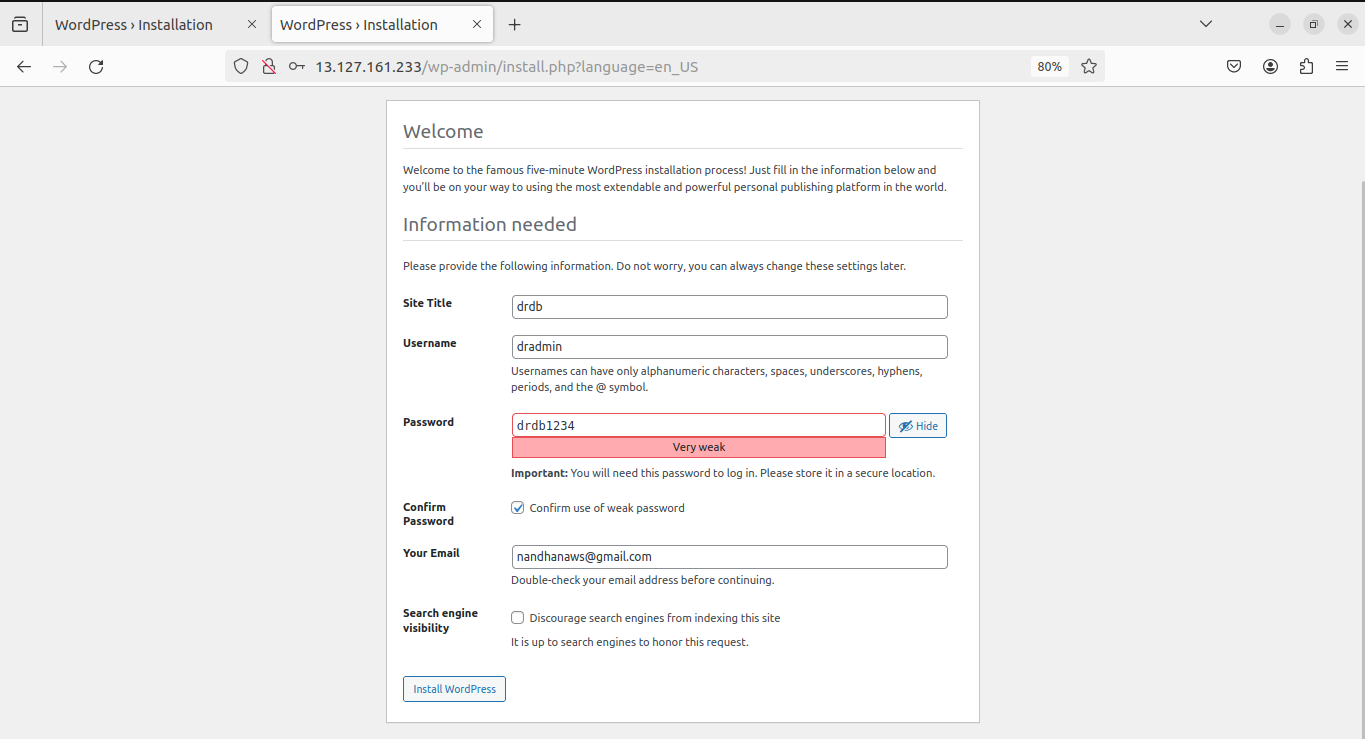 WordPress › Installation
WordPress › Installation
13.127.161.233/wp-admin/install.php?language=en_US
80%
Welcome
Welcome to the famous five-minute WordPress installation process! Just fill in the information below and
you'll be on your way to using the most extendable and powerful personal publishing platform in the world.
Information needed
Please provide the following information. Do not worry, you can always change these settings later.
Site Title
drdb
Username
dradmin
Usernames can have only alphanumeric characters, spaces, underscores, hyphens,
periods, and the @ symbol.
Password
drdb1234
Hide
Very weak
Important: You will need this password to log in. Please store it in a secure location.
Confirm
Password
Confirm use of weak password
Your Email
nandhanaws@gmail.com
Double-check your email address before continuing.
Search engine
visibility
Discourage search engines from indexing this site
It is up to search engines to honor this request.
Install WordPress